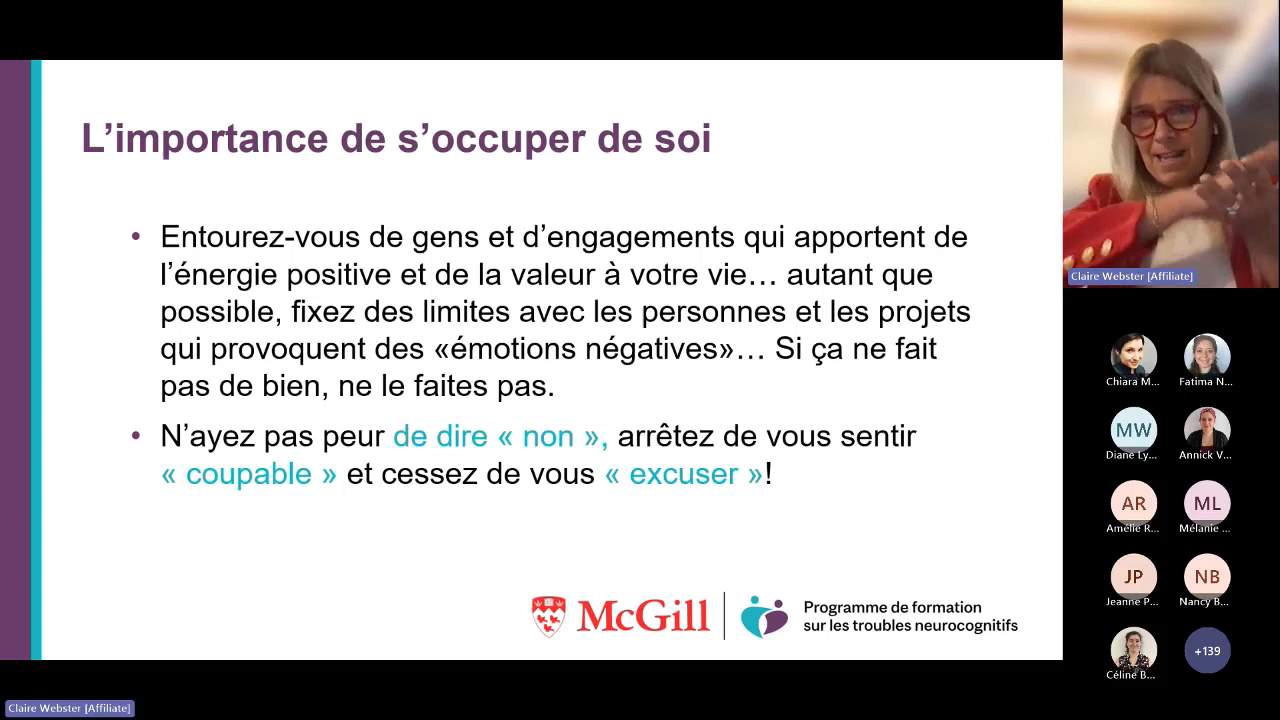 L’importance de s’occuper de soi
• Entourez-vous de gens et d’engagements qui apportent de
l’énergie positive et de la valeur à votre vie… autant que
possible, fixez des limites avec les personnes et les projets
qui provoquent des «émotions négatives»… Si ça ne fait
pas de bien, ne le faites pas.
• N’ayez pas peur de dire « non », arrêtez de vous sentir
« coupable » et cessez de vous « excuser »!
McGill
Programme de formation
sur les troubles neurocognitifs
Claire Webster [Affiliate]
Chiara M... Fatima N...
MW
Diane Ly... Annick V...
AR ML
Amélie R... Mélanie ...
JP NB
Jeanne P... Nancy B...
+139
Céline B...
Claire Webster [Affiliate]